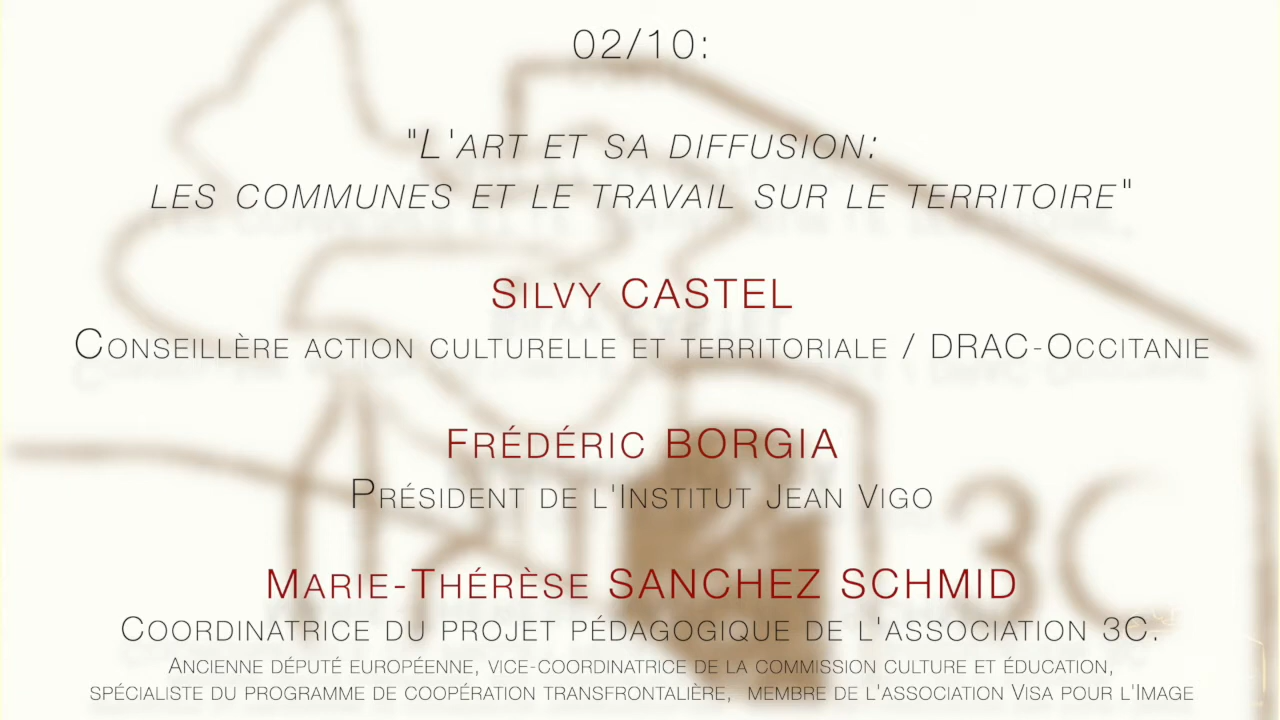 02/10:
"L'art et sa diffusion:
les communes et le travail sur le territoire"
Silvy CASTEL
Conseillère action culturelle et territoriale / DRAC-Occitanie
Frédéric BORGIA
Président de l'Institut Jean Vigo
Marie-Thérèse SANCHEZ SCHMID
Coordinatrice du projet pédagogique de l'association 3C.
Ancienne député européenne, vice-coordinatrice de la commission culture et éducation,
spécialiste du programme de coopération transfrontalière, membre de l'association Visa pour l'Image
3C